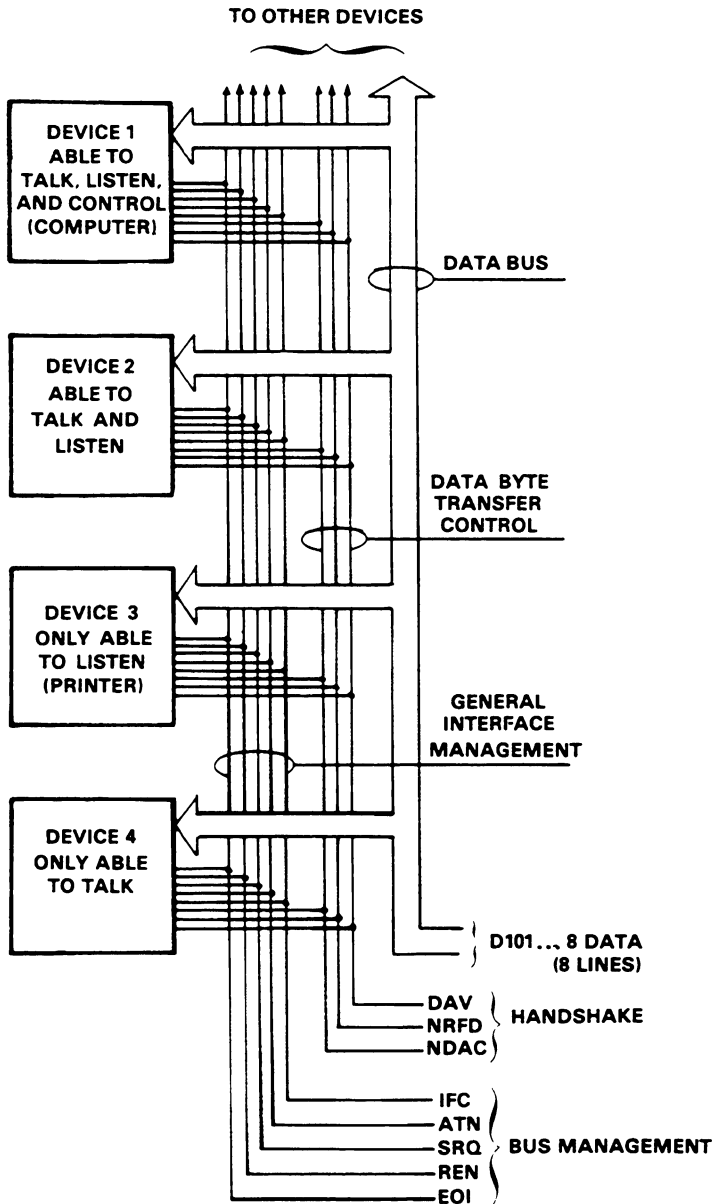 TO OTHER DEVICES
DEVICE 1
ABLE TO
TALK, LISTEN,
AND CONTROL
(COMPUTER)
DATA BUS
DEVICE 2
ABLE TO
TALK AND
LISTEN
DATA BYTE
TRANSFER
CONTROL
DEVICE 3
ONLY ABLE
TO LISTEN
(PRINTER)
GENERAL
INTERFACE
MANAGEMENT
DEVICE 4
ONLY ABLE
TO TALK
D101... 8 DATA
(8 LINES)
DAV
NRFD
NDAC
HANDSHAKE
IFC
ATN
SRQ
REN
EOI
BUS MANAGEMENT